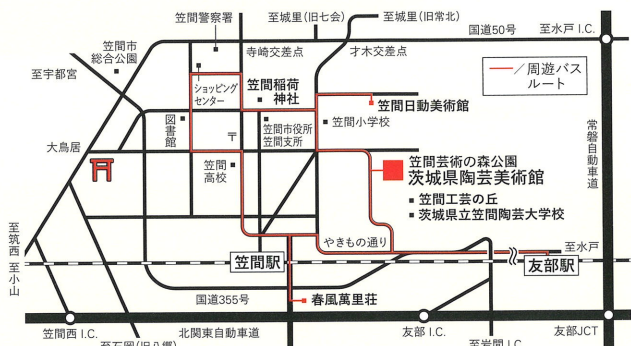 笠間警察署
至城里(旧七会)
至城里(旧常北)
国道50号
至水戸 I.C.
笠間市
総合公園
寺崎交差点
才木交差点
至宇都宮
／周遊バス
ルート
ショッピング
センター
笠間稲荷
神社
笠間日動美術館
図書館
〒
笠間市役所
笠間支所
笠間小学校
常磐自動車道
大鳥居
笠間
高校
笠間芸術の森公園
茨城県陶芸美術館
笠間工芸の丘
茨城県立笠間陶芸大学校
至筑西
至小山
やきもの通り
至水戸
笠間駅
友部駅
国道355号
春風萬里荘
笠間西 I.C.
北関東自動車道
友部 I.C.
友部JCT
至石岡(旧八郷)
至岩間 I.C.